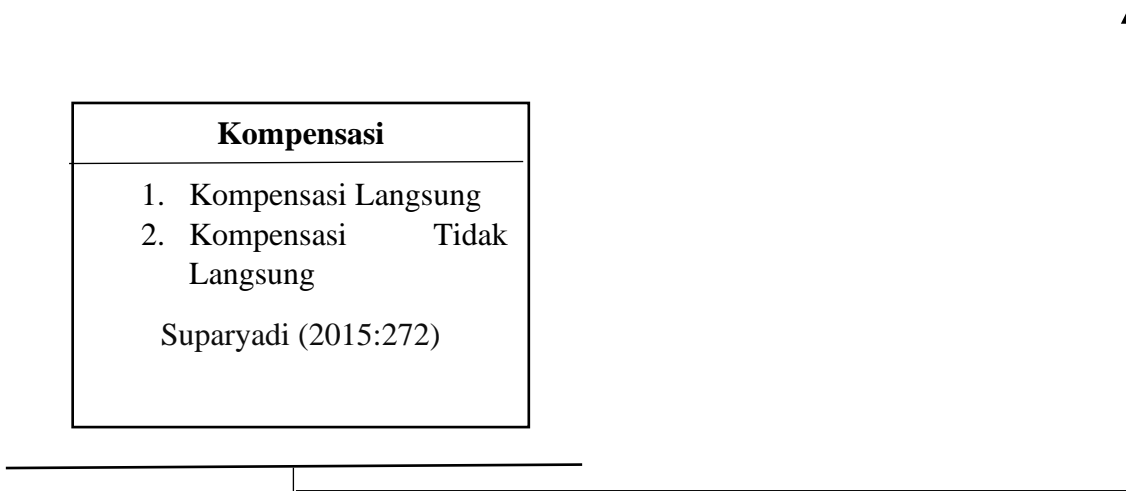 Kompensasi
1. Kompensasi Langsung
2. Kompensasi Tidak
Langsung
Suparyadi (2015:272)